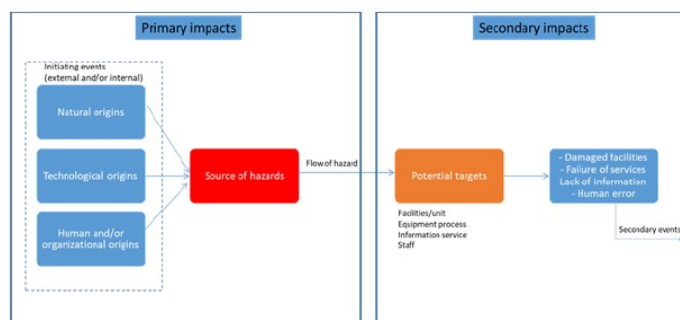 Primary impacts
Initiating events
(external and/or internal)
Natural origins
Technological origins
Human and/or
organizational origins
Source of hazards
Flow of hazard
Secondary impacts
Potential targets
Facilities/unit
Equipment process
Information service
Staff
- Damaged facilities
- Failure of services
Lack of information
- Human error
Secondary events